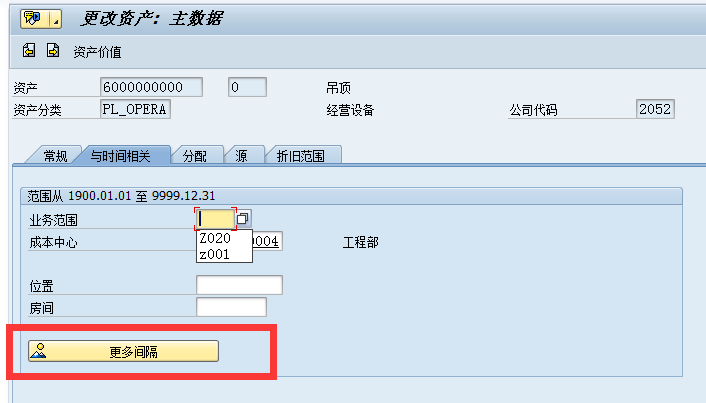 更改资产：主数据
资产价值
资产 6000000000 0 吊顶
资产分类 PL_OPERA 经营设备 公司代码 2052
常规 与时间相关 分配 源 折旧范围
范围从 1900.01.01 至 9999.12.31
业务范围
Z020
z001
成本中心 0004 工程部
位置
房间
更多间隔